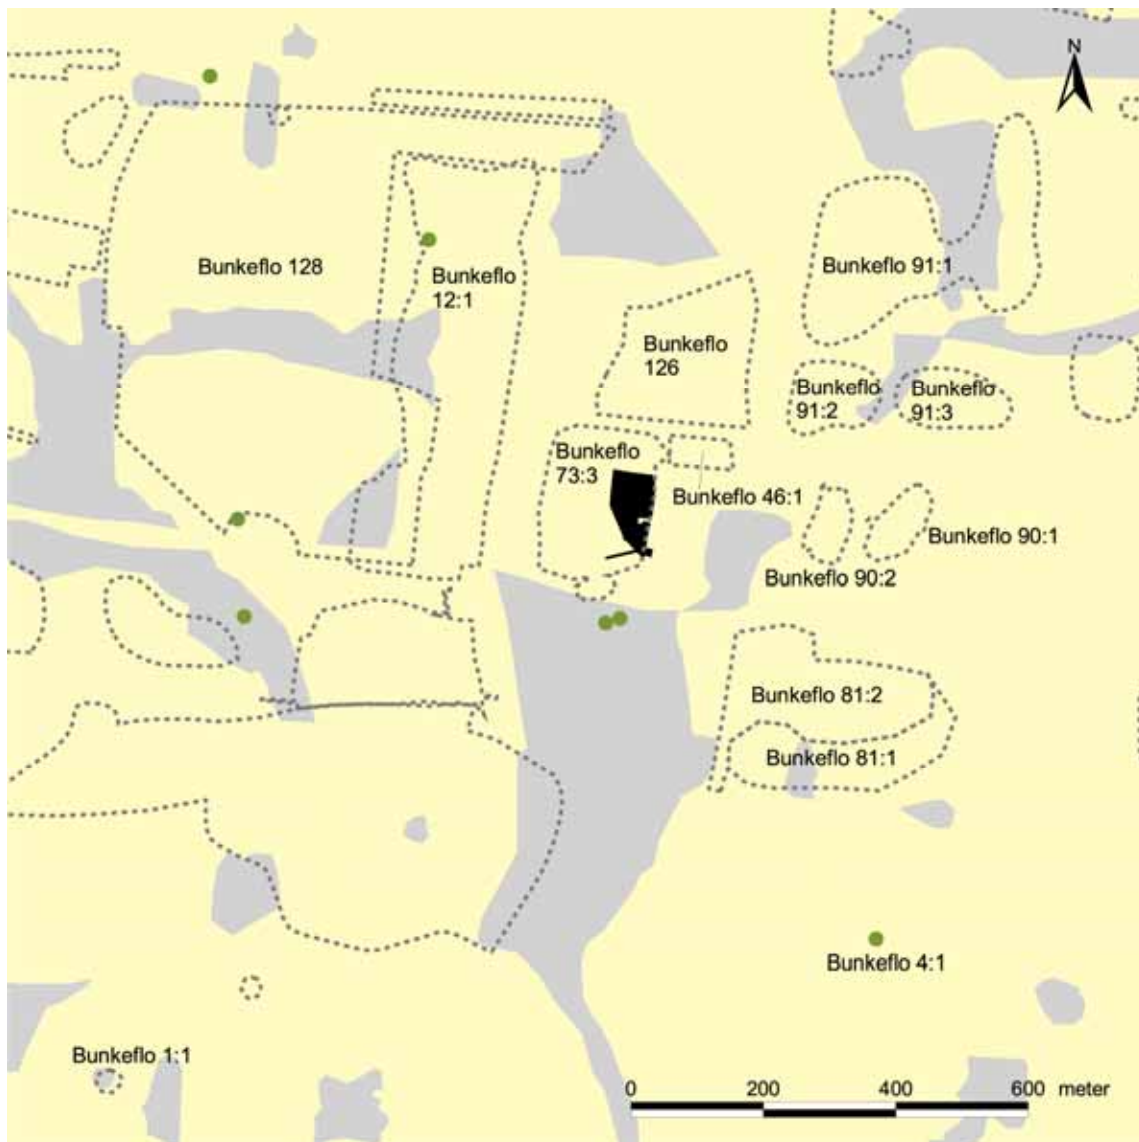 N
Bunkeflo 128
Bunkeflo
12:1
Bunkeflo 91:1
Bunkeflo
126
Bunkeflo
91:2
Bunkeflo
91:3
Bunkeflo
73:3
Bunkeflo 46:1
Bunkeflo 90:1
Bunkeflo 90:2
Bunkeflo 81:2
Bunkeflo 81:1
Bunkeflo 4:1
Bunkeflo 1:1
0 200 400 600 meter